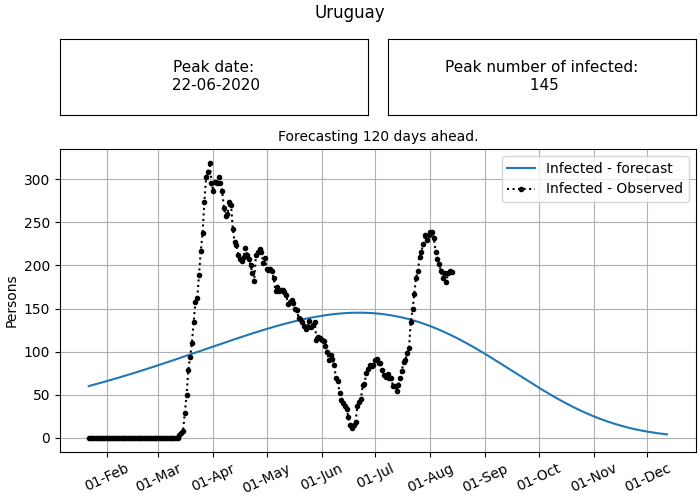 Uruguay
Peak date:
22-06-2020
Peak number of infected:
145
Forecasting 120 days ahead.
Infected - forecast
Infected - Observed
Persons
300
250
200
150
100
50
0
01-Feb
01-Mar
01-Apr
01-May
01-Jun
01-Jul
01-Aug
01-Sep
01-Oct
01-Nov
01-Dec